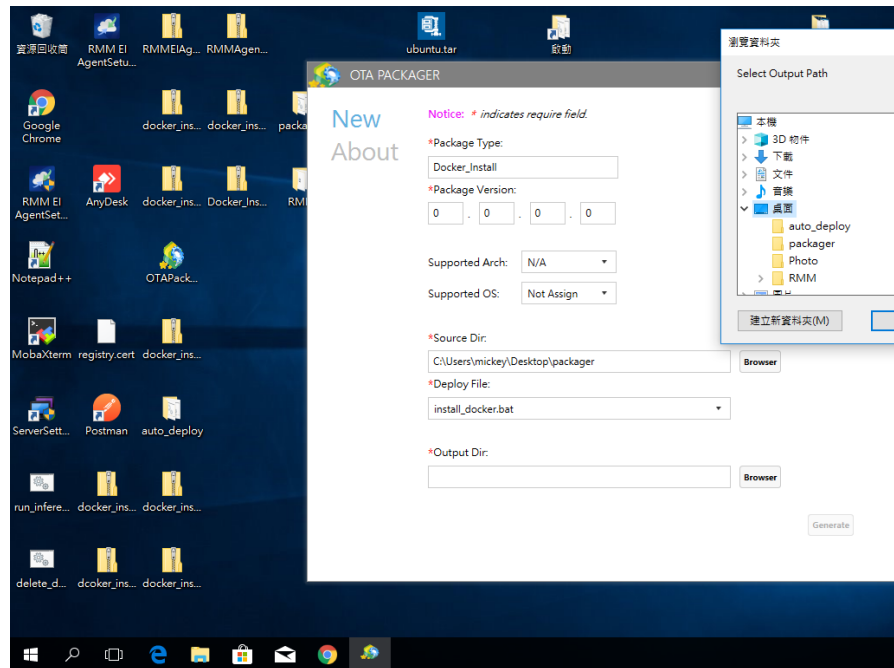 資源回收筒
RMM EI
AgentSetu...
RMMEIAg...
RMMAgen...
ubuntu.tar
啟動
Google
Chrome
docker_ins...
docker_ins...
packa
RMM EI
AgentSet...
AnyDesk
docker_ins...
Docker_Ins...
RM
Notepad++
OTAPack...
MobaXterm
registry.cert
docker_ins...
ServerSett...
Postman
auto_deploy
run_infere...
docker_ins...
docker_ins...
delete_d...
dcoker_ins...
docker_ins...
OTA PACKAGER
New
About
Notice: * indicates require field.
*Package Type:
Docker_Install
*Package Version:
0 . 0 . 0 . 0
Supported Arch: N/A
Supported OS: Not Assign
*Source Dir:
C:\Users\mickey\Desktop\packager
Browser
*Deploy File:
install_docker.bat
*Output Dir:
Browser
Generate
瀏覽資料夾
Select Output Path
本機
3D 物件
下載
文件
音樂
桌面
auto_deploy
packager
Photo
RMM
建立新資料夾(M)